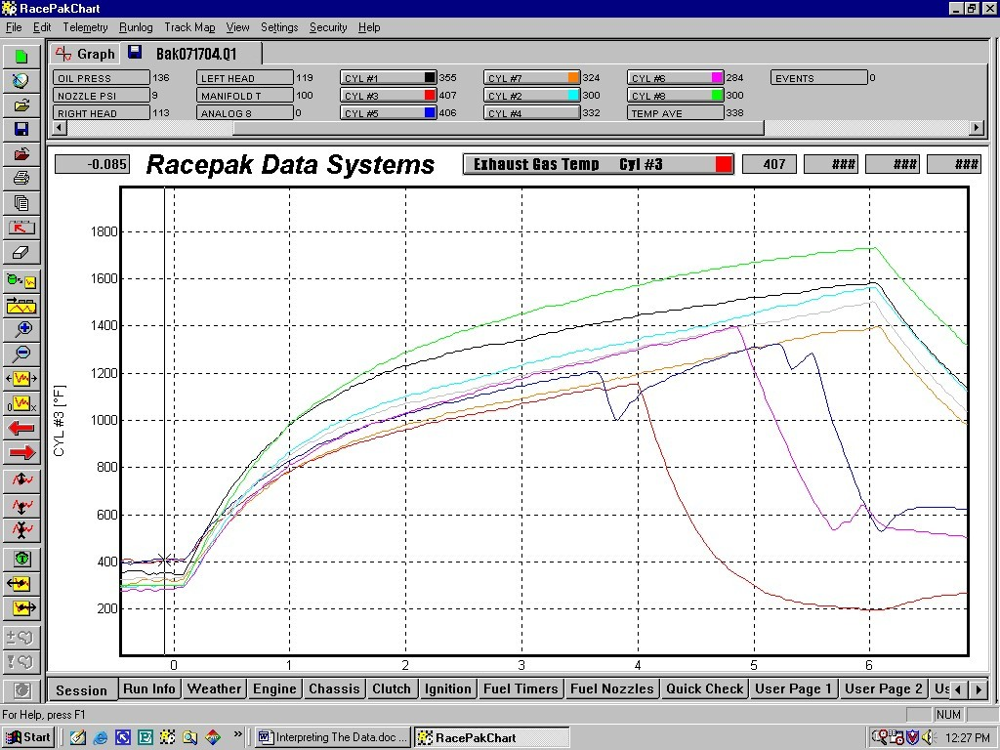 RacePakChart
File Edit Telemetry Runlog Track Map View Settings Security Help
Graph Bak071704.Q1
OIL PRESS 136 LEFT HEAD 119 CYL #1 355 CYL #7 324 CYL #6 284 EVENTS 0
NOZZLE PSI 9 MANIFOLD T 100 CYL #3 407 CYL #2 300 CYL #8 300
RIGHT HEAD 113 ANALOG 8 0 CYL #5 406 CYL #4 332 TEMP AVE 338
-0.085 Racepak Data Systems Exhaust Gas Temp Cyl #3 407 ### ### ###
1800
1600
1400
1200
1000
800
600
400
200
CYL #3 [°F]
0 1 2 3 4 5 6
Session Run Info Weather Engine Chassis Clutch Ignition Fuel Timers Fuel Nozzles Quick Check User Page 1 User Page 2 Us
For Help, press F1 NUM
Start Interpreting The Data.doc ... RacePakChart 12:27 PM